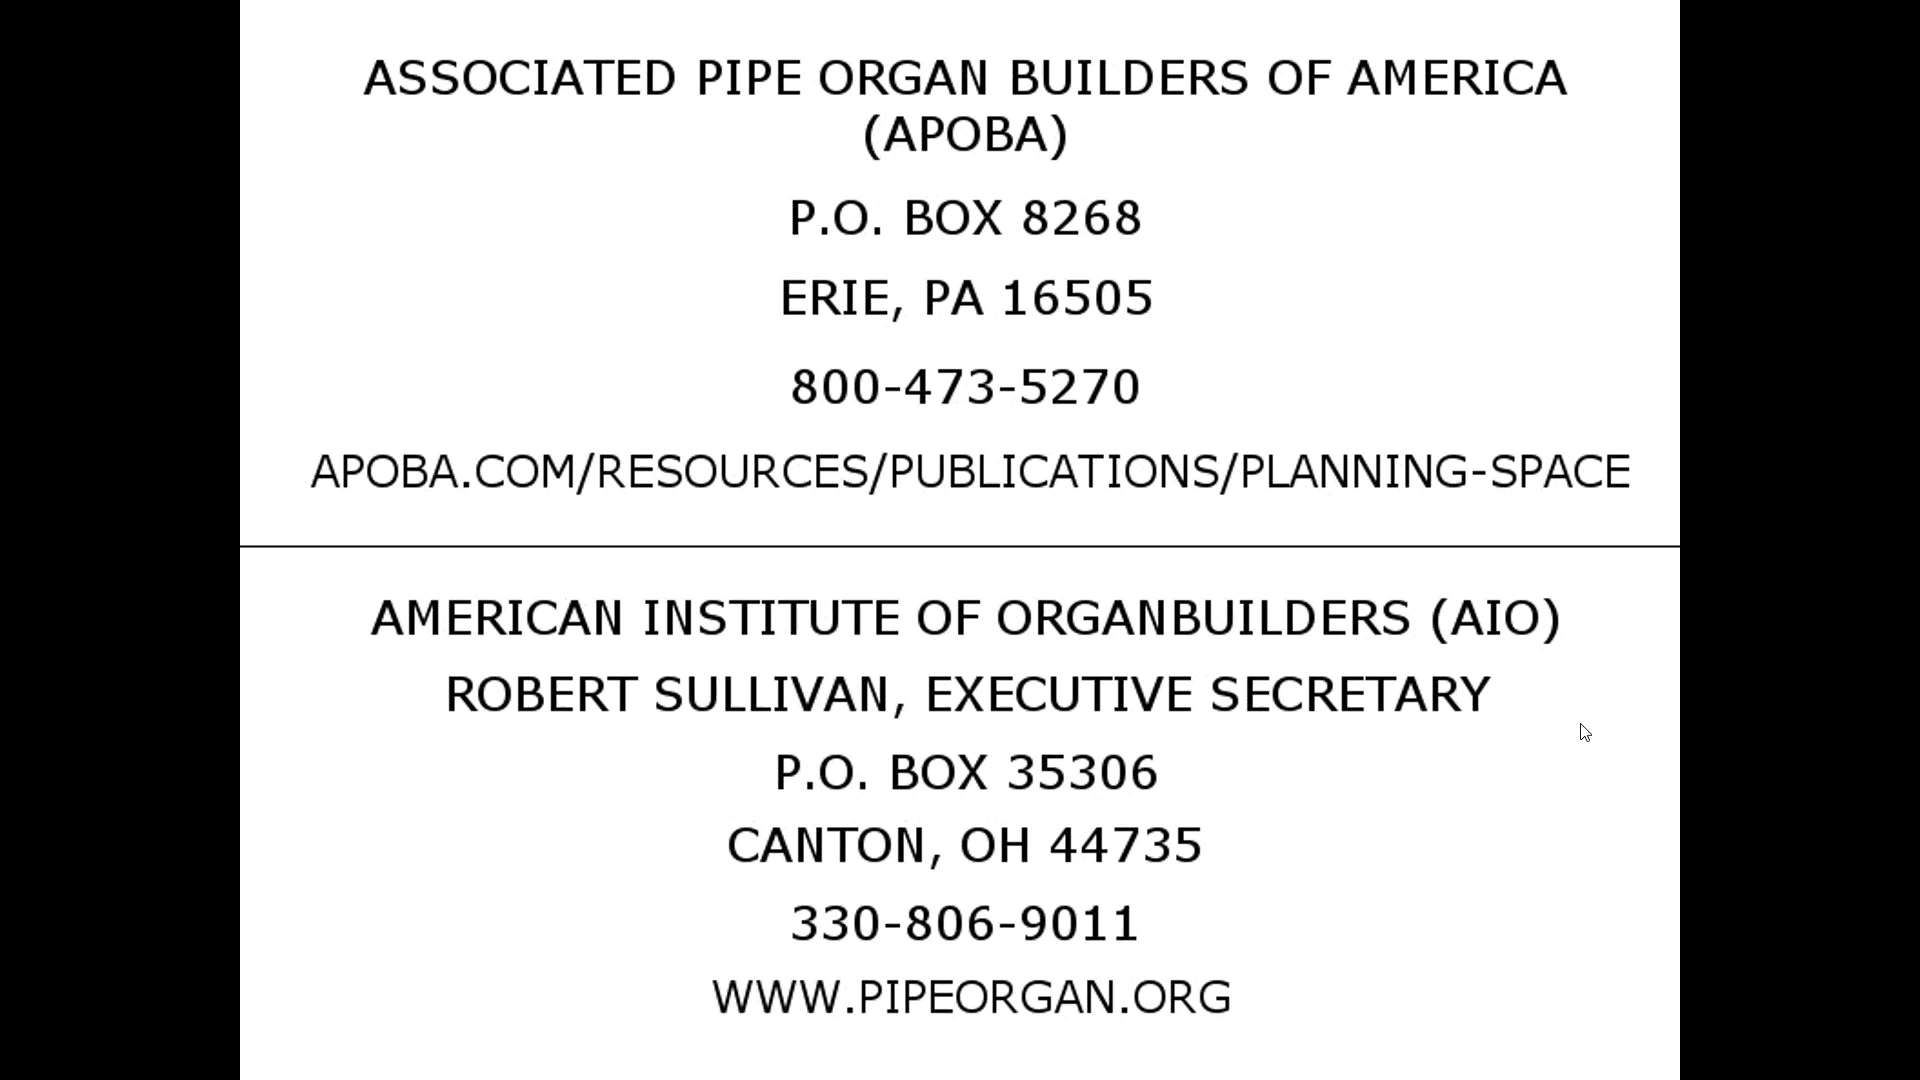 ASSOCIATED PIPE ORGAN BUILDERS OF AMERICA
(APOBA)
P.O. BOX 8268
ERIE, PA 16505
800-473-5270
APOBA.COM/RESOURCES/PUBLICATIONS/PLANNING-SPACE
AMERICAN INSTITUTE OF ORGANBUILDERS (AIO)
ROBERT SULLIVAN, EXECUTIVE SECRETARY
P.O. BOX 35306
CANTON, OH 44735
330-806-9011
WWW.PIPEORGAN.ORG